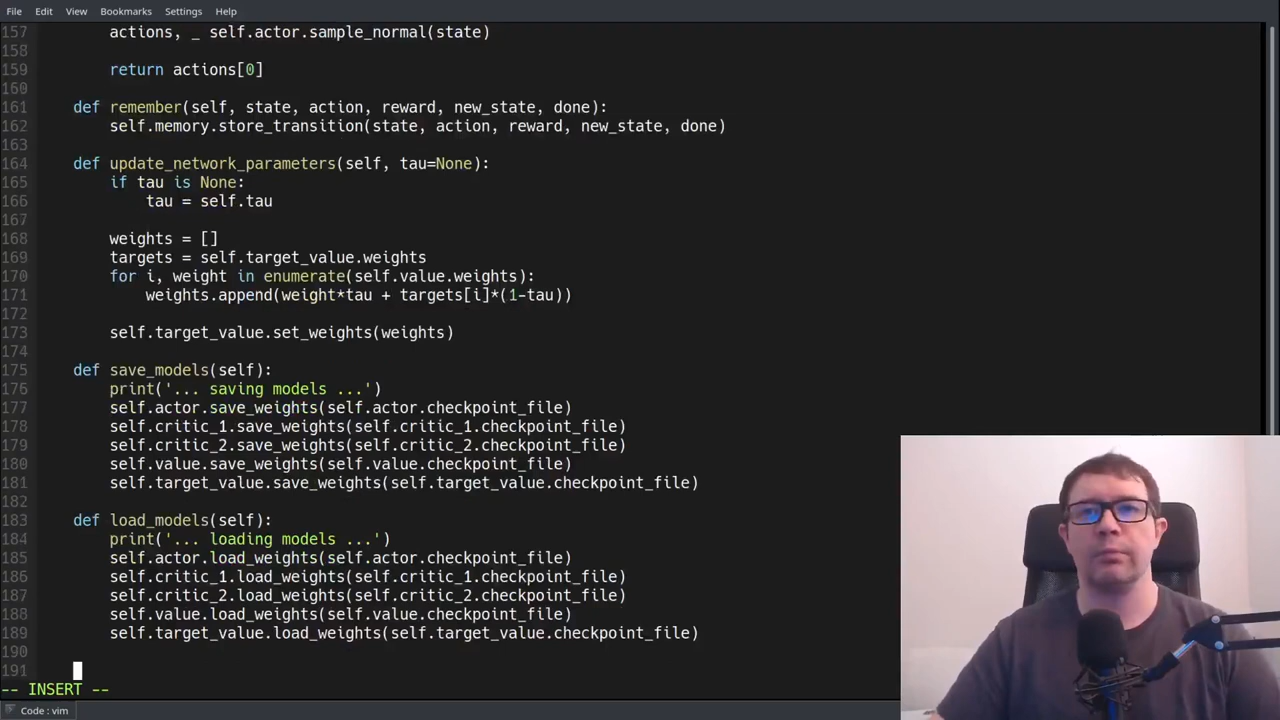 File Edit View Bookmarks Settings Help
157 actions, _ self.actor.sample_normal(state)
158
159 return actions[0]
160
161 def remember(self, state, action, reward, new_state, done):
162 self.memory.store_transition(state, action, reward, new_state, done)
163
164 def update_network_parameters(self, tau=None):
165 if tau is None:
166 tau = self.tau
167
168 weights = []
169 targets = self.target_value.weights
170 for i, weight in enumerate(self.value.weights):
171 weights.append(weight*tau + targets[i]*(1-tau))
172
173 self.target_value.set_weights(weights)
174
175 def save_models(self):
176 print('... saving models ...')
177 self.actor.save_weights(self.actor.checkpoint_file)
178 self.critic_1.save_weights(self.critic_1.checkpoint_file)
179 self.critic_2.save_weights(self.critic_2.checkpoint_file)
180 self.value.save_weights(self.value.checkpoint_file)
181 self.target_value.save_weights(self.target_value.checkpoint_file)
182
183 def load_models(self):
184 print('... loading models ...')
185 self.actor.load_weights(self.actor.checkpoint_file)
186 self.critic_1.load_weights(self.critic_1.checkpoint_file)
187 self.critic_2.load_weights(self.critic_2.checkpoint_file)
188 self.value.load_weights(self.value.checkpoint_file)
189 self.target_value.load_weights(self.target_value.checkpoint_file)
190
191
-- INSERT --
Code : vim